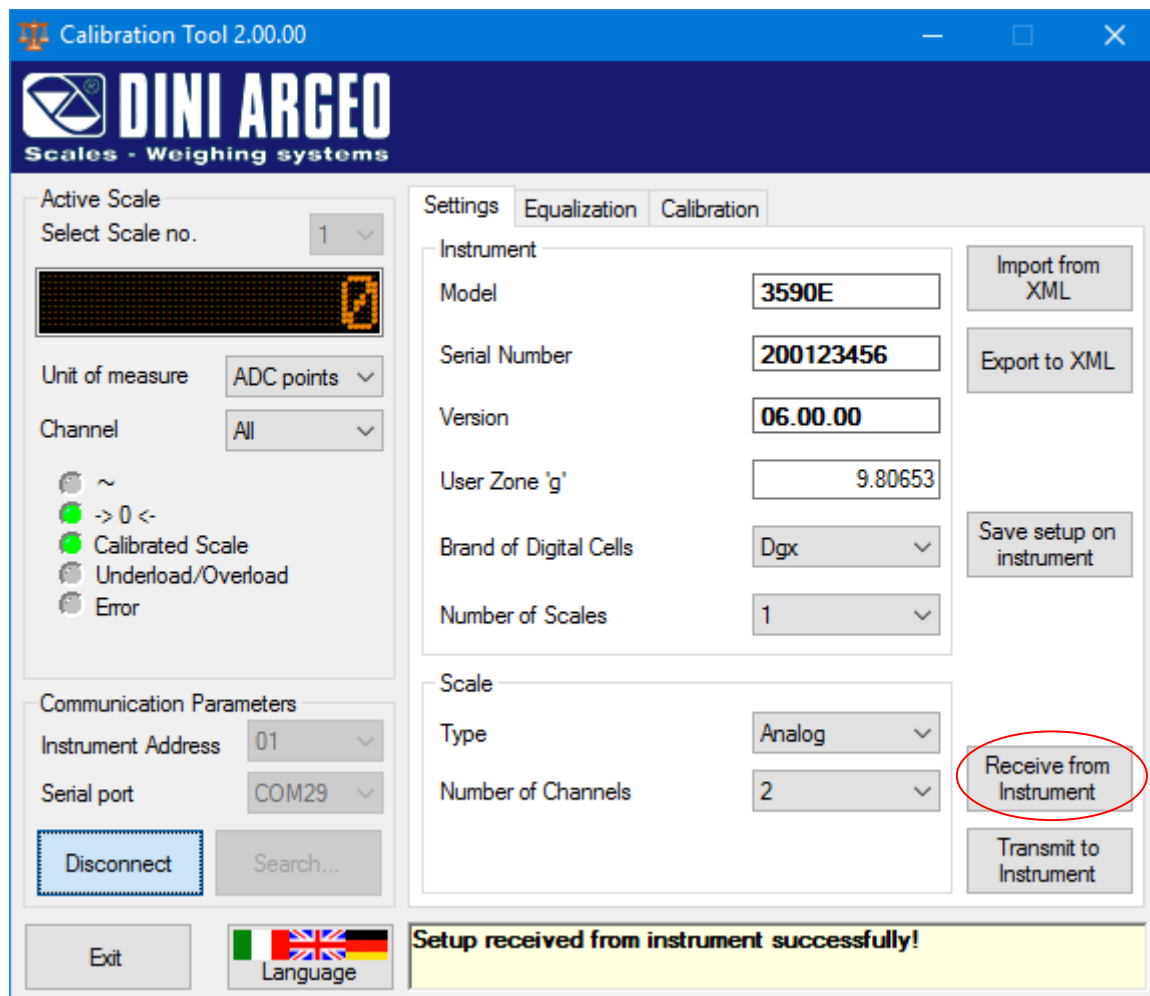 Calibration Tool 2.00.00
DINI ARGEO
Scales - Weighing systems
Active Scale
Select Scale no.
1
0
Unit of measure
ADC points
Channel
All
~
-> 0 <-
Calibrated Scale
Underload/Overload
Error
Communication Parameters
Instrument Address
01
Serial port
COM29
Disconnect
Search...
Exit
Language
Settings
Equalization
Calibration
Instrument
Model
3590E
Serial Number
200123456
Version
06.00.00
User Zone 'g'
9.80653
Brand of Digital Cells
Dgx
Number of Scales
1
Scale
Type
Analog
Number of Channels
2
Import from
XML
Export to XML
Save setup on
instrument
Receive from
Instrument
Transmit to
Instrument
Setup received from instrument successfully!